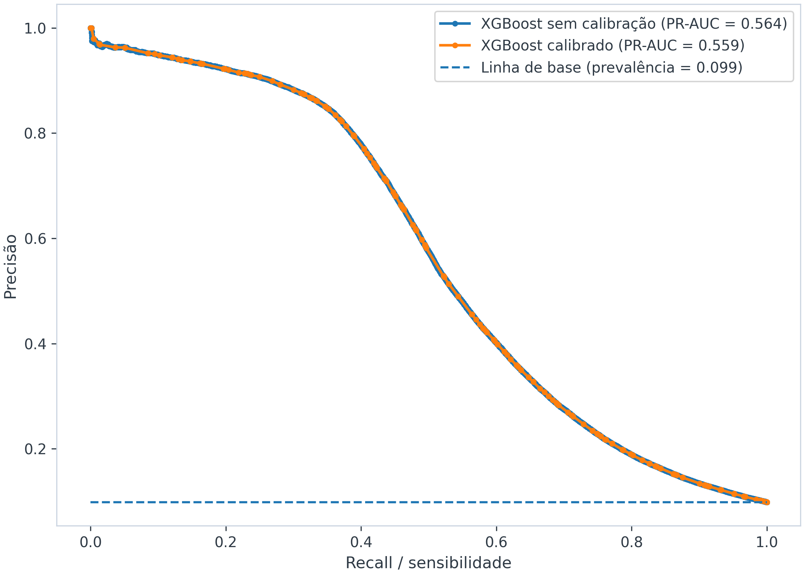 XGBoost sem calibração (PR-AUC = 0.564)
XGBoost calibrado (PR-AUC = 0.559)
Linha de base (prevalência = 0.099)
1.0
0.8
0.6
0.4
0.2
Precisão
0.0 0.2 0.4 0.6 0.8 1.0
Recall / sensibilidade